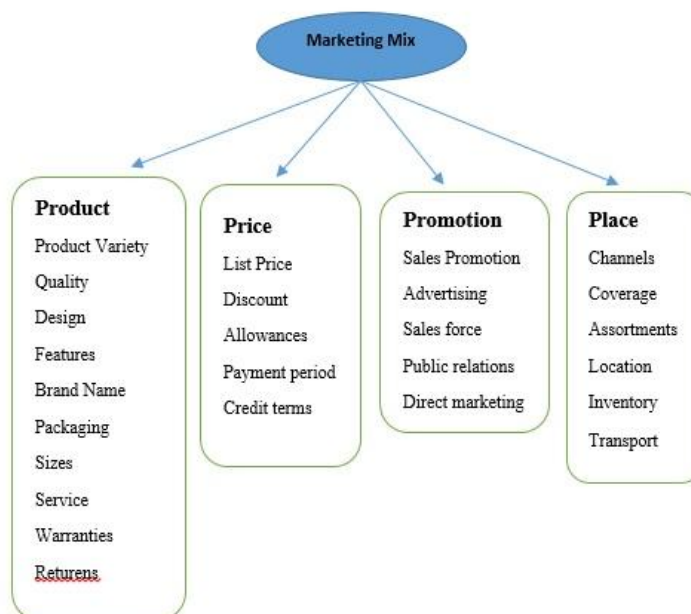 Marketing Mix
Product
Product Variety
Quality
Design
Features
Brand Name
Packaging
Sizes
Service
Warranties
Returens
Price
List Price
Discount
Allowances
Payment period
Credit terms
Promotion
Sales Promotion
Advertising
Sales force
Public relations
Direct marketing
Place
Channels
Coverage
Assortments
Location
Inventory
Transport